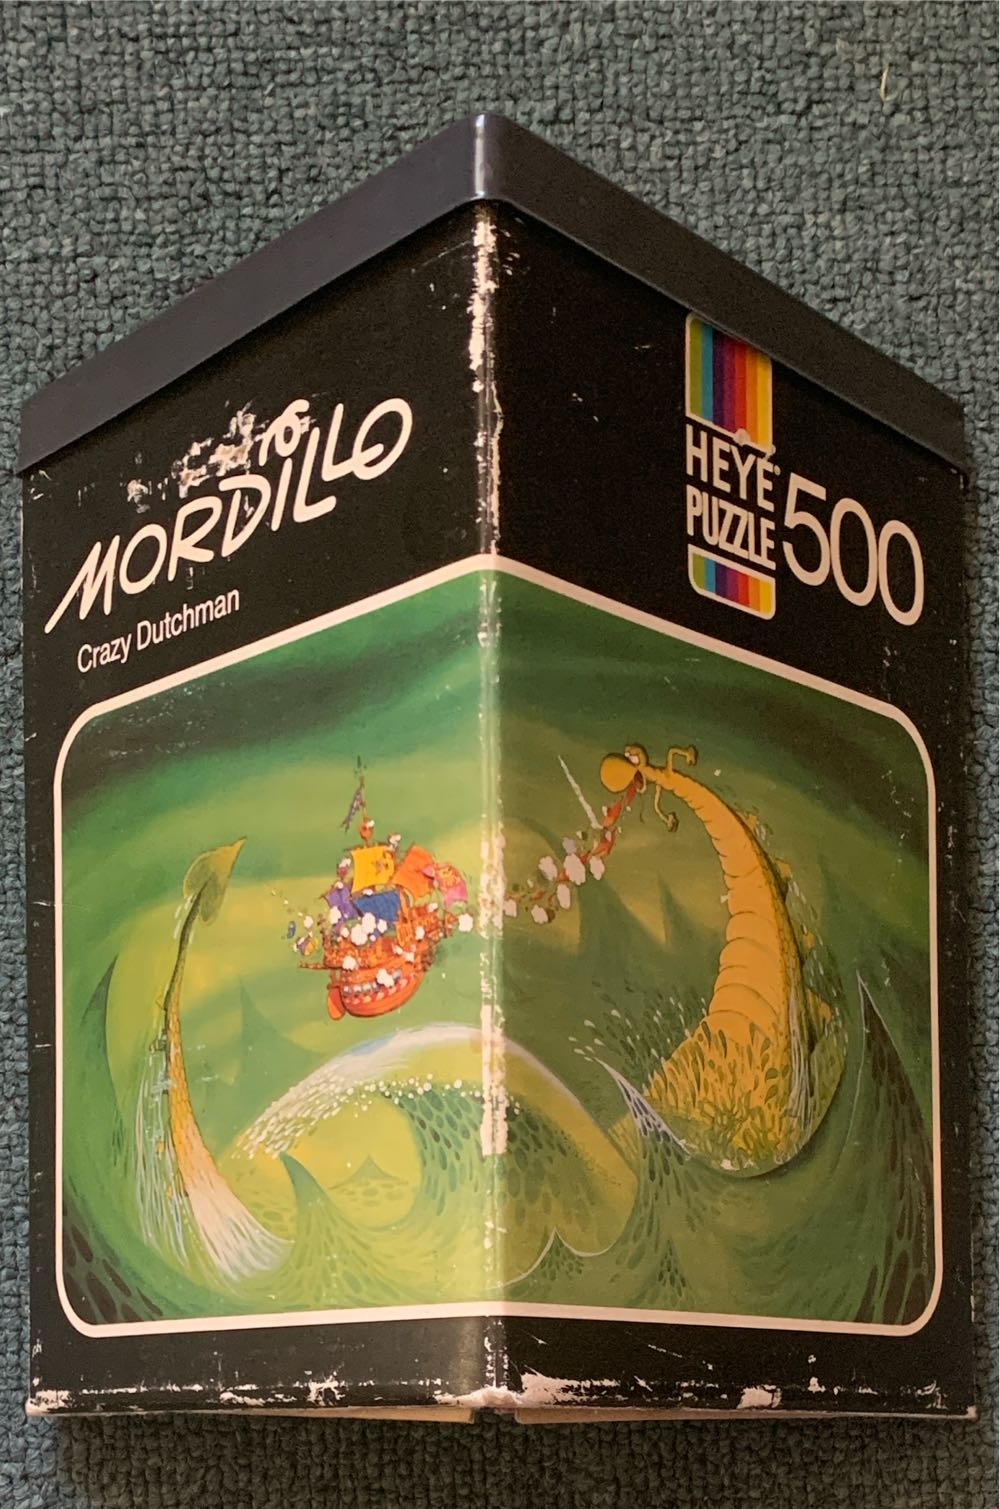 MORDILLO
Crazy Dutchman
HEYE®
PUZZLE
500